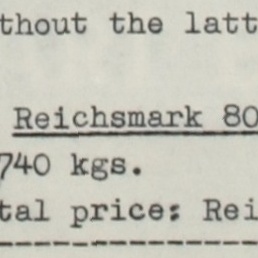 thout the latt
Reichsmark 80
740 kgs.
tal price: Rei
--------------------